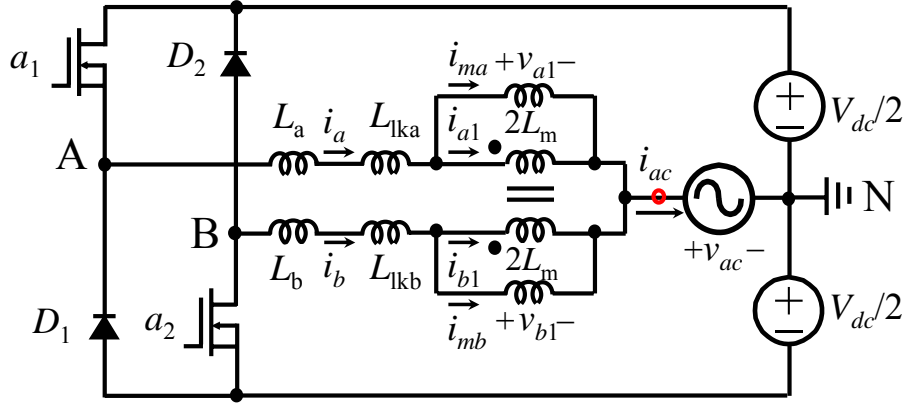 a1
D2
ima +va1−
La ia Llka ia1 2Lm
+ − Vdc/2
A
iac
N
B
Lb ib Llkb ib1 2Lm
+vac−
D1 a2
imb +vb1−
+ − Vdc/2